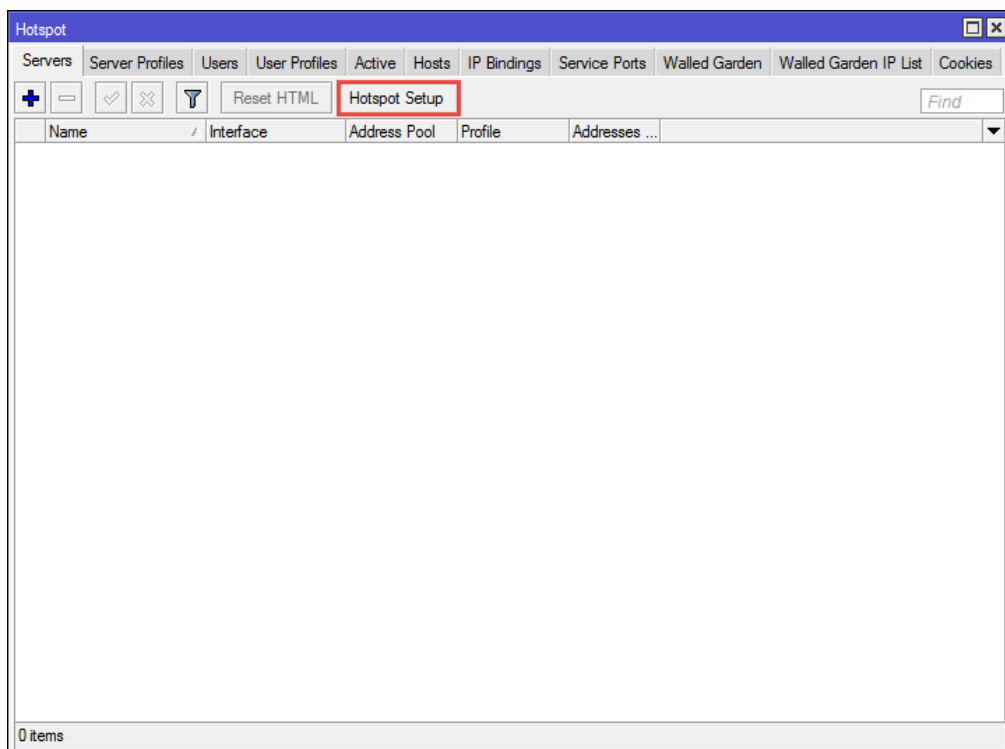 Hotspot
Servers Server Profiles Users User Profiles Active Hosts IP Bindings Service Ports Walled Garden Walled Garden IP List Cookies
Reset HTML Hotspot Setup Find
Name Interface Address Pool Profile Addresses ...
0 items